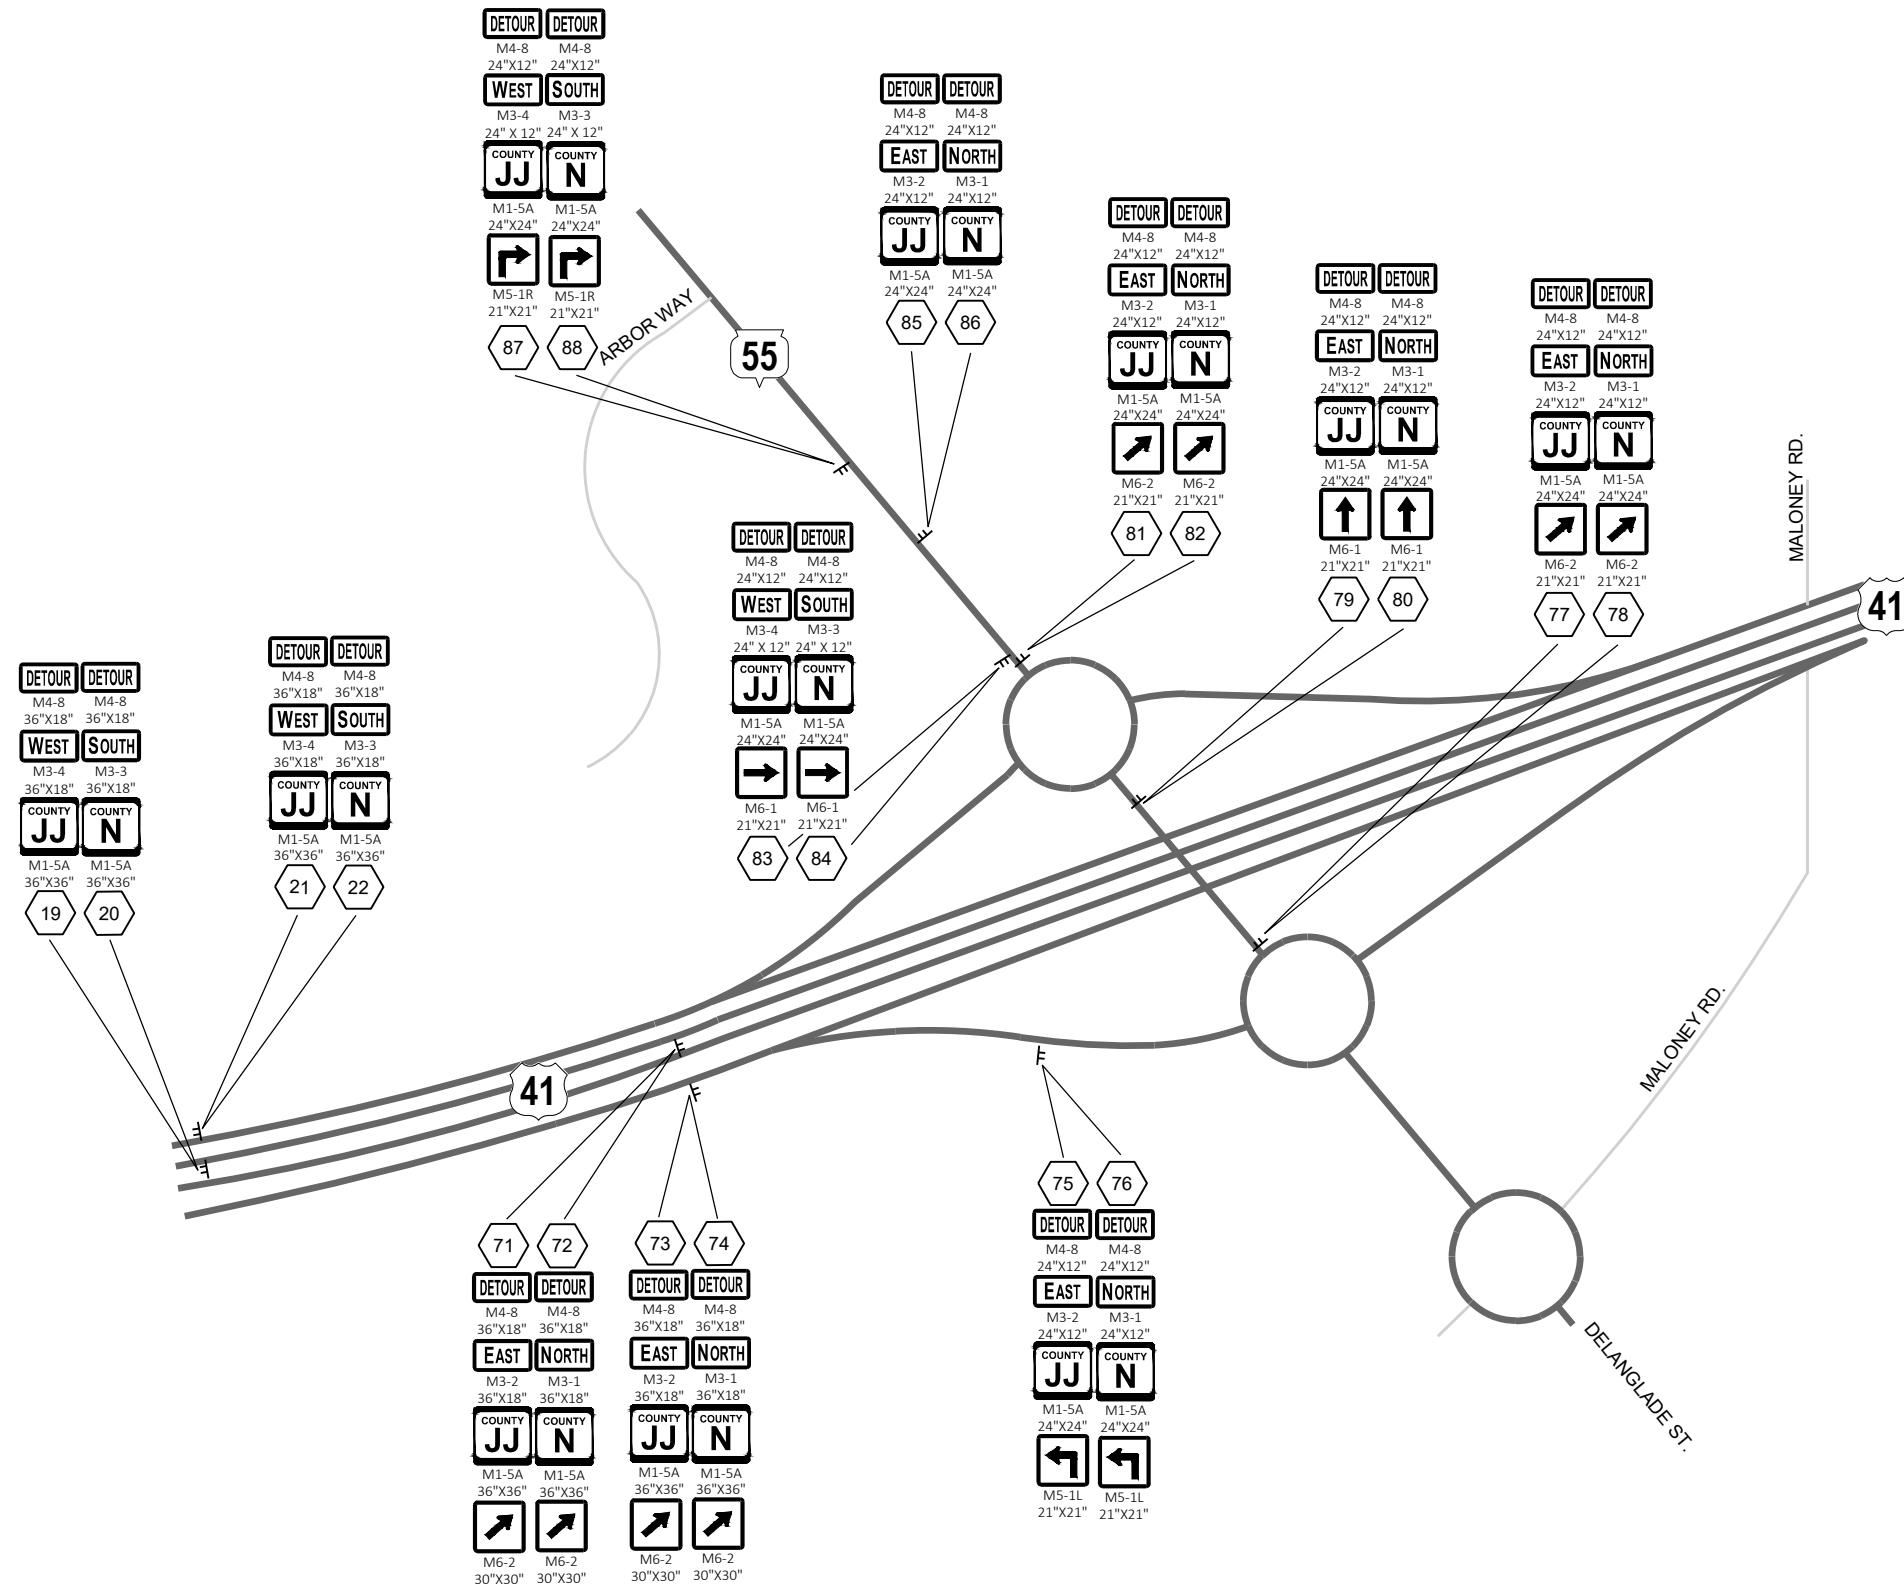 DETOUR DETOUR
M4-8 M4-8
24"X12" 24"X12"
WEST SOUTH
M3-4 M3-3
24" X 12" 24" X 12"
COUNTY COUNTY
JJ N
M1-5A M1-5A
24"X24" 24"X24"
M5-1R M5-1R
21"X21" 21"X21"
87 88
ARBOR WAY
55
DETOUR DETOUR
M4-8 M4-8
24"X12" 24"X12"
EAST NORTH
M3-2 M3-1
24"X12" 24"X12"
COUNTY COUNTY
JJ N
M1-5A M1-5A
24"X24" 24"X24"
85 86
DETOUR DETOUR
M4-8 M4-8
24"X12" 24"X12"
EAST NORTH
M3-2 M3-1
24"X12" 24"X12"
COUNTY COUNTY
JJ N
M1-5A M1-5A
24"X24" 24"X24"
M6-2 M6-2
21"X21" 21"X21"
81 82
DETOUR DETOUR
M4-8 M4-8
24"X12" 24"X12"
EAST NORTH
M3-2 M3-1
24"X12" 24"X12"
COUNTY COUNTY
JJ N
M1-5A M1-5A
24"X24" 24"X24"
M6-1 M6-1
21"X21" 21"X21"
79 80
DETOUR DETOUR
M4-8 M4-8
24"X12" 24"X12"
EAST NORTH
M3-2 M3-1
24"X12" 24"X12"
COUNTY COUNTY
JJ N
M1-5A M1-5A
24"X24" 24"X24"
M6-2 M6-2
21"X21" 21"X21"
77 78
MALONEY RD.
41
DETOUR DETOUR
M4-8 M4-8
24"X12" 24"X12"
WEST SOUTH
M3-4 M3-3
24" X 12" 24" X 12"
COUNTY COUNTY
JJ N
M1-5A M1-5A
24"X24" 24"X24"
M6-1 M6-1
21"X21" 21"X21"
83 84
DETOUR DETOUR
M4-8 M4-8
36"X18" 36"X18"
WEST SOUTH
M3-4 M3-3
36"X18" 36"X18"
COUNTY COUNTY
JJ N
M1-5A M1-5A
36"X36" 36"X36"
19 20
DETOUR DETOUR
M4-8 M4-8
36"X18" 36"X18"
WEST SOUTH
M3-4 M3-3
36"X18" 36"X18"
COUNTY COUNTY
JJ N
M1-5A M1-5A
36"X36" 36"X36"
21 22
41
MALONEY RD.
71 72
DETOUR DETOUR
M4-8 M4-8
36"X18" 36"X18"
EAST NORTH
M3-2 M3-1
36"X18" 36"X18"
COUNTY COUNTY
JJ N
M1-5A M1-5A
36"X36" 36"X36"
M6-2 M6-2
30"X30" 30"X30"
73 74
DETOUR DETOUR
M4-8 M4-8
36"X18" 36"X18"
EAST NORTH
M3-2 M3-1
36"X18" 36"X18"
COUNTY COUNTY
JJ N
M1-5A M1-5A
36"X36" 36"X36"
M6-2 M6-2
30"X30" 30"X30"
75 76
DETOUR DETOUR
M4-8 M4-8
24"X12" 24"X12"
EAST NORTH
M3-2 M3-1
24"X12" 24"X12"
COUNTY COUNTY
JJ N
M1-5A M1-5A
24"X24" 24"X24"
M5-1L M5-1L
21"X21" 21"X21"
DELANGLADE ST.